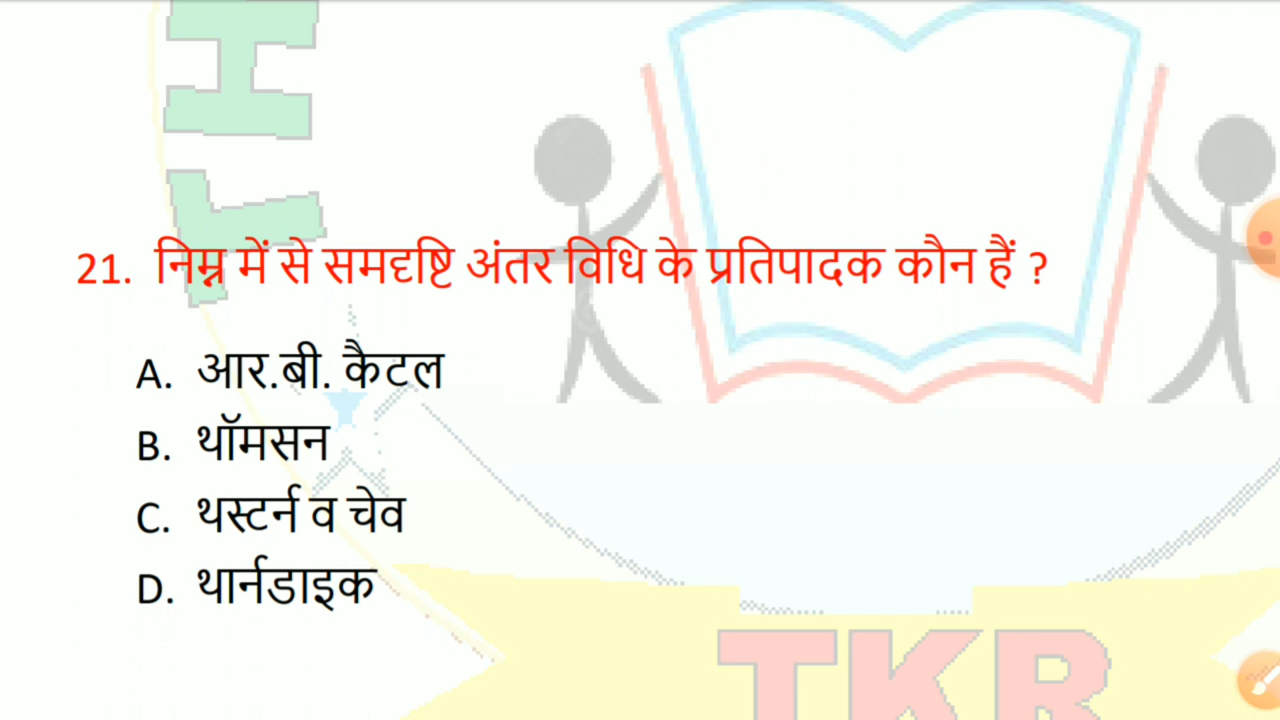 21. निम्न में से समदृष्टि अंतर विधि के प्रतिपादक कौन हैं ?
A. आर.बी. कैटल
B. थॉमसन
C. थस्टर्न व चेव
D. थार्नडाइक
TKR